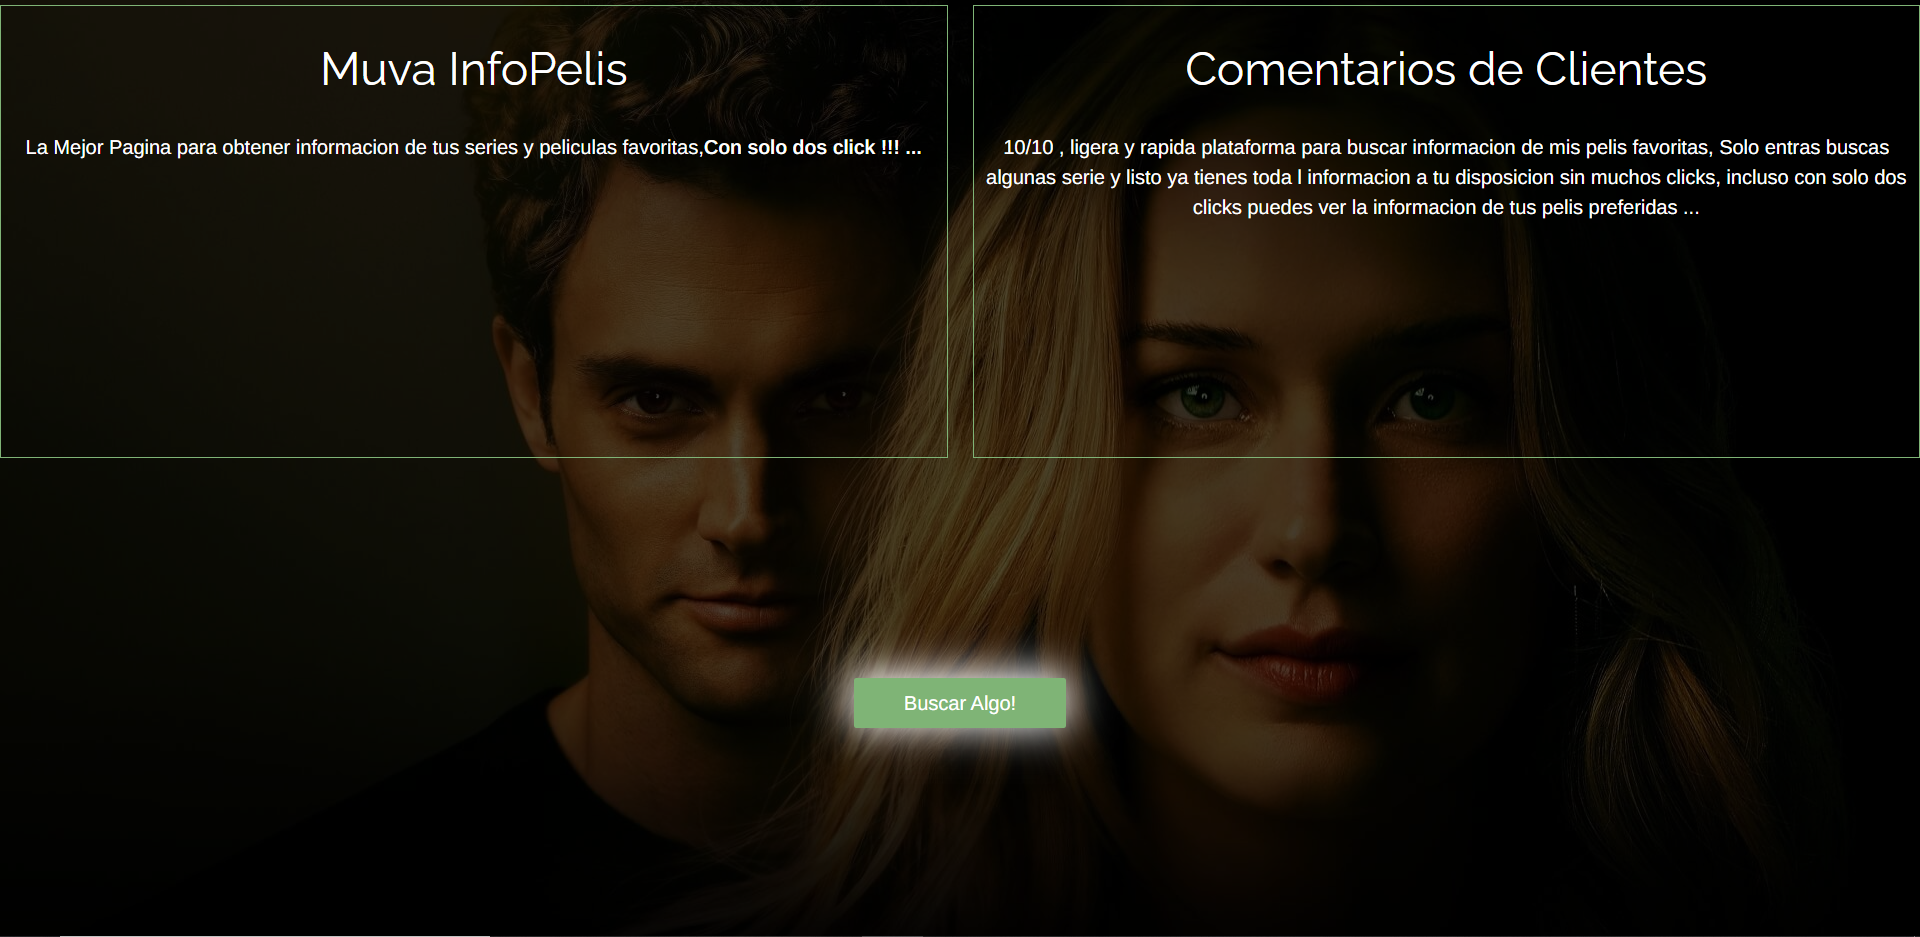 Muva InfoPelis
La Mejor Pagina para obtener informacion de tus series y peliculas favoritas,Con solo dos click !!! ...
Comentarios de Clientes
10/10 , ligera y rapida plataforma para buscar informacion de mis pelis favoritas, Solo entras buscas
algunas serie y listo ya tienes toda l informacion a tu disposicion sin muchos clicks, incluso con solo dos
clicks puedes ver la informacion de tus pelis preferidas ...
Buscar Algo!